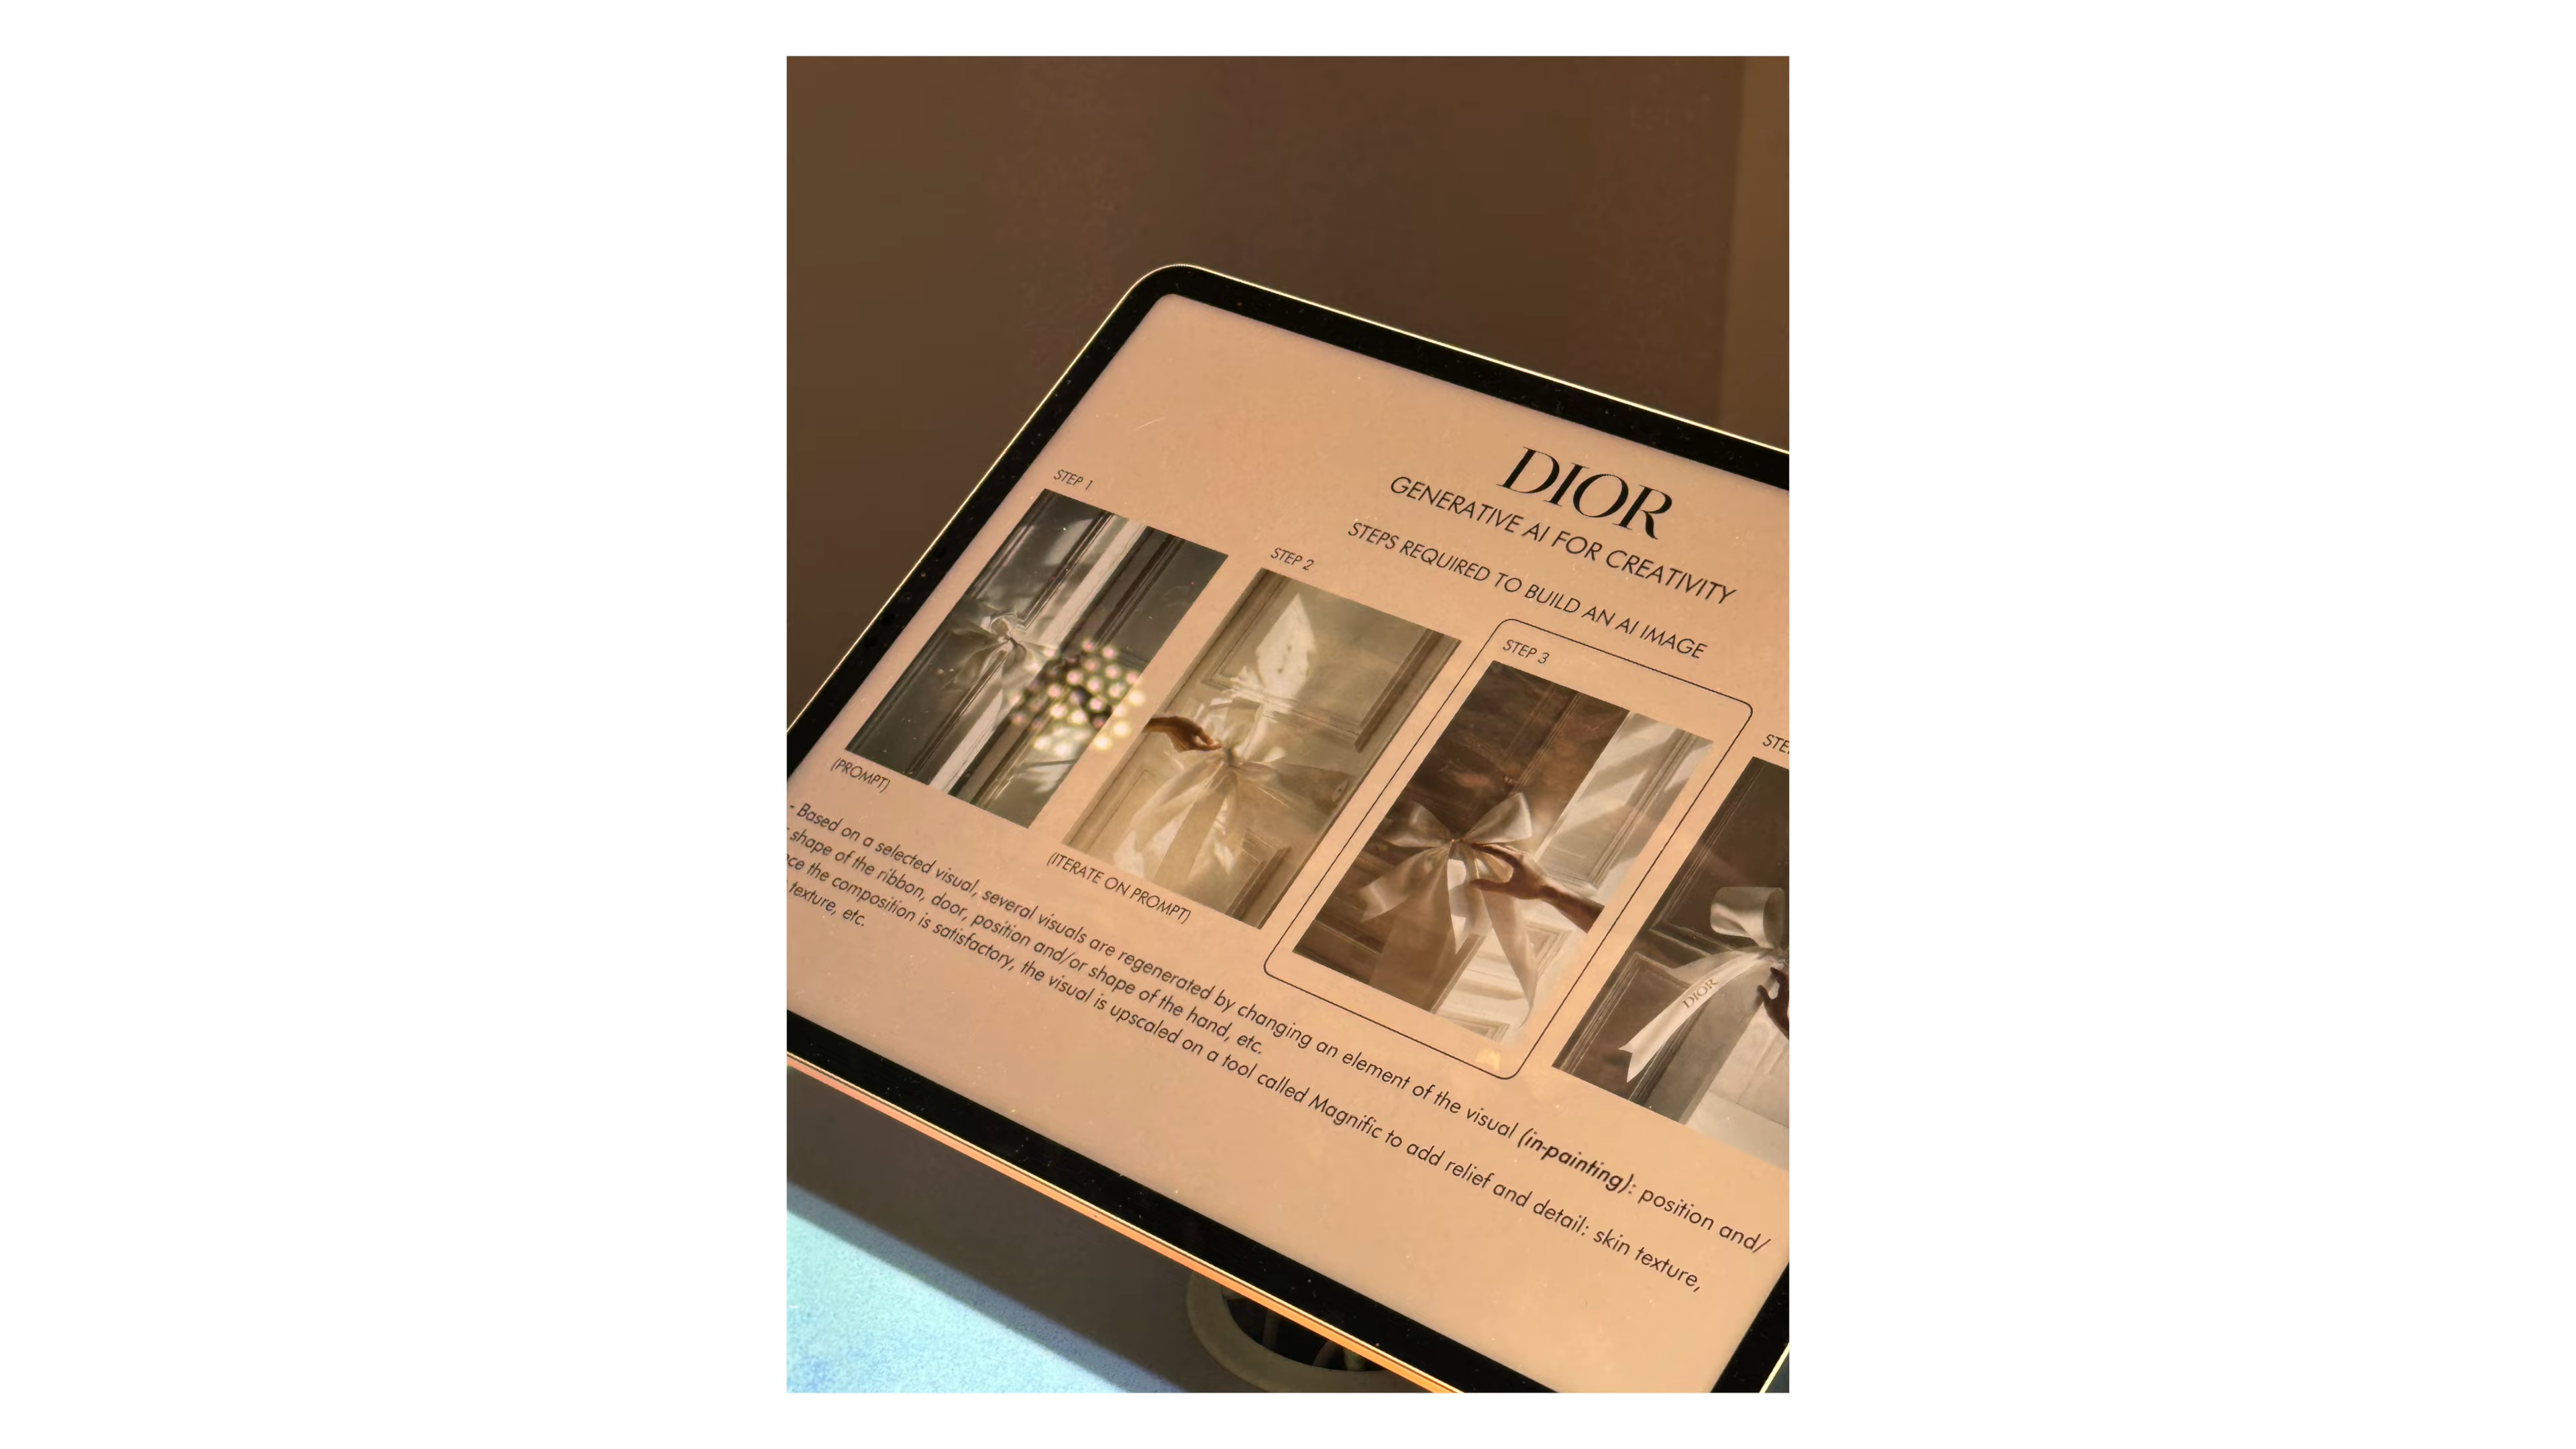 DIOR
GENERATIVE AI FOR CREATIVITY
STEPS REQUIRED TO BUILD AN AI IMAGE
STEP 1
(PROMPT)
STEP 2
(ITERATE ON PROMPT)
STEP 3
STE
DIOR
- Based on a selected visual, several visuals are regenerated by changing an element of the visual (in-painting): position and/
shape of the ribbon, door, position and/or shape of the hand, etc.
ce the composition is satisfactory, the visual is upscaled on a tool called Magnific to add relief and detail: skin texture,
texture, etc.